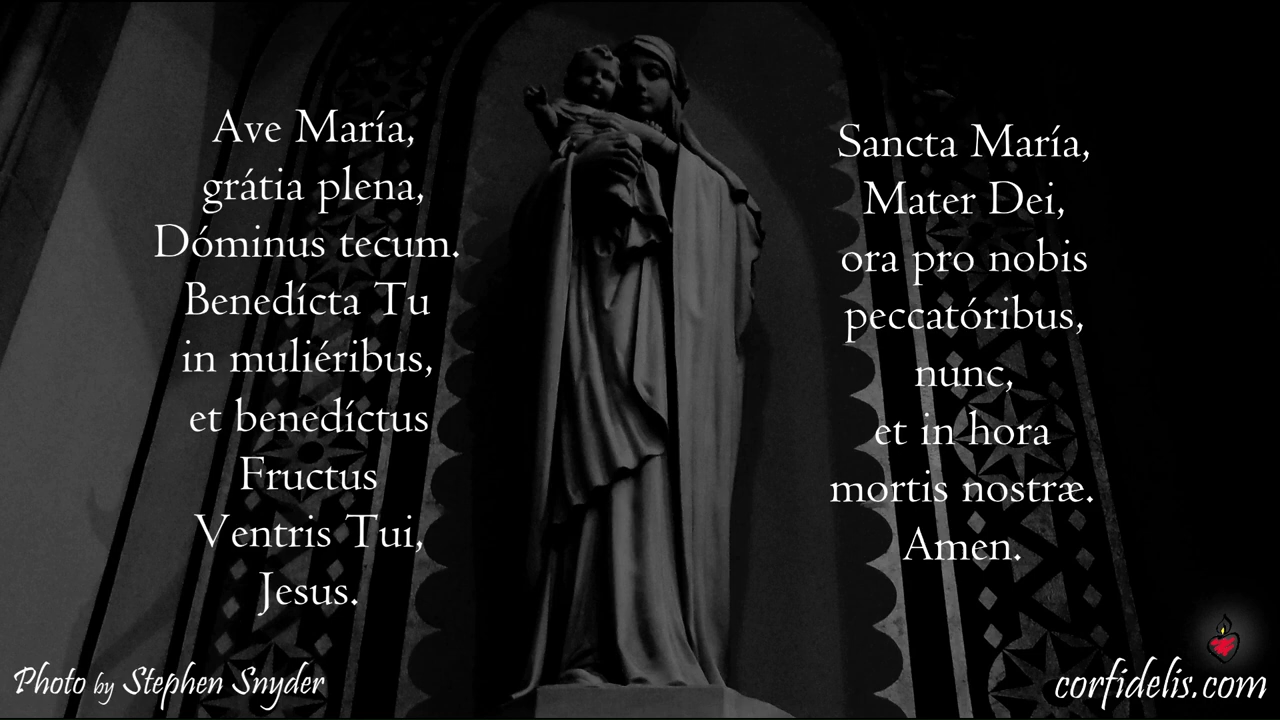 Ave María,
grátia plena,
Dóminus tecum.
Benedícta Tu
in muliéribus,
et benedíctus
Fructus
Ventris Tui,
Jesus.
Sancta María,
Mater Dei,
ora pro nobis
peccatóribus,
nunc,
et in hora
mortis nostræ.
Amen.
Photo by Stephen Snyder
corfidelis.com